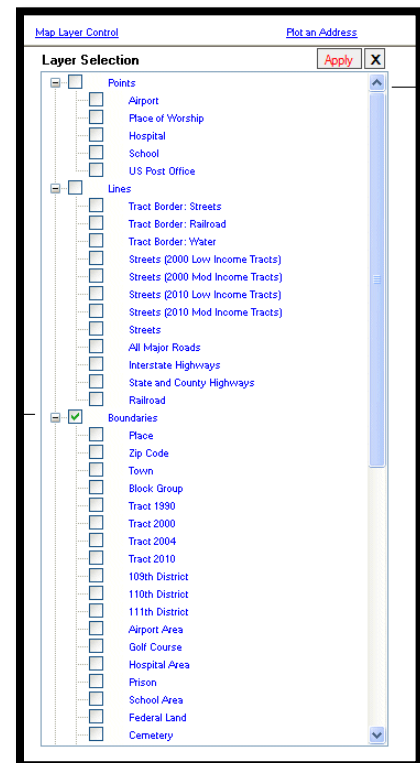 Map Layer Control Plot an Address
Layer Selection Apply X
Points
Airport
Place of Worship
Hospital
School
US Post Office
Lines
Tract Border: Streets
Tract Border: Railroad
Tract Border: Water
Streets (2000 Low Income Tracts)
Streets (2000 Mod Income Tracts)
Streets (2010 Low Income Tracts)
Streets (2010 Mod Income Tracts)
Streets
All Major Roads
Interstate Highways
State and County Highways
Railroad
Boundaries
Place
Zip Code
Town
Block Group
Tract 1990
Tract 2000
Tract 2004
Tract 2010
109th District
110th District
111th District
Airport Area
Golf Course
Hospital Area
Prison
School Area
Federal Land
Cemetery